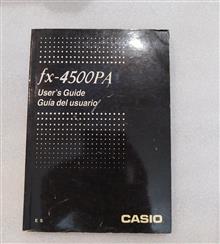 fx-4500PA
User's Guide
Guía del usuario
E S
CASIO